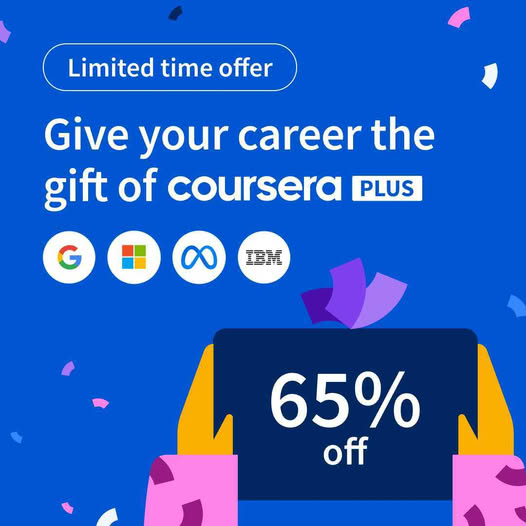 Limited time offer
Give your career the
gift of coursera PLUS
G IBM
65%
off